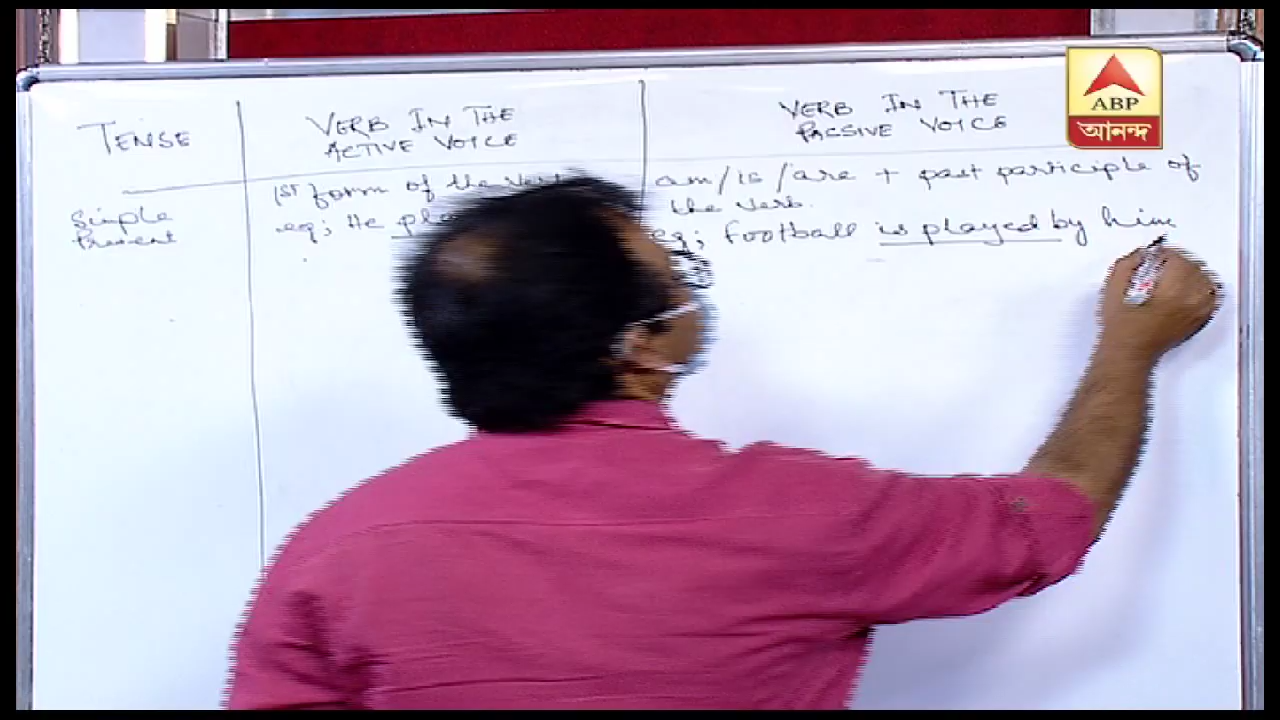 ABP
আনন্দ
TENSE
VERB IN THE
ACTIVE VOICE
VERB IN THE
PASSIVE VOICE
Simple
Present
1ST form of the
eg; He
am/is/are + past participle of
the verb.
eg; Football is played by him